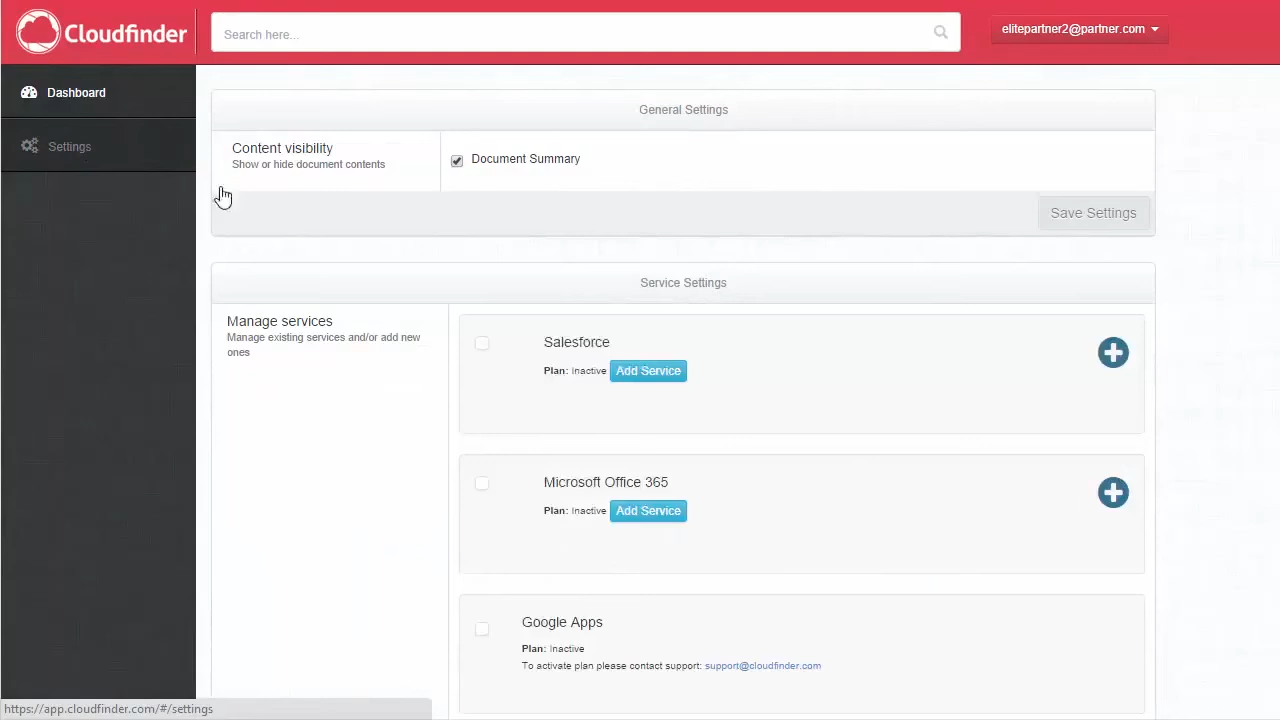 Cloudfinder
Search here...
elitepartner2@partner.com
Dashboard
Settings
General Settings
Content visibility
Show or hide document contents
Document Summary
Save Settings
Service Settings
Manage services
Manage existing services and/or add new
ones
Salesforce
Plan: Inactive Add Service
Microsoft Office 365
Plan: Inactive Add Service
Google Apps
Plan: Inactive
To activate plan please contact support: support@cloudfinder.com
https://app.cloudfinder.com/#/settings